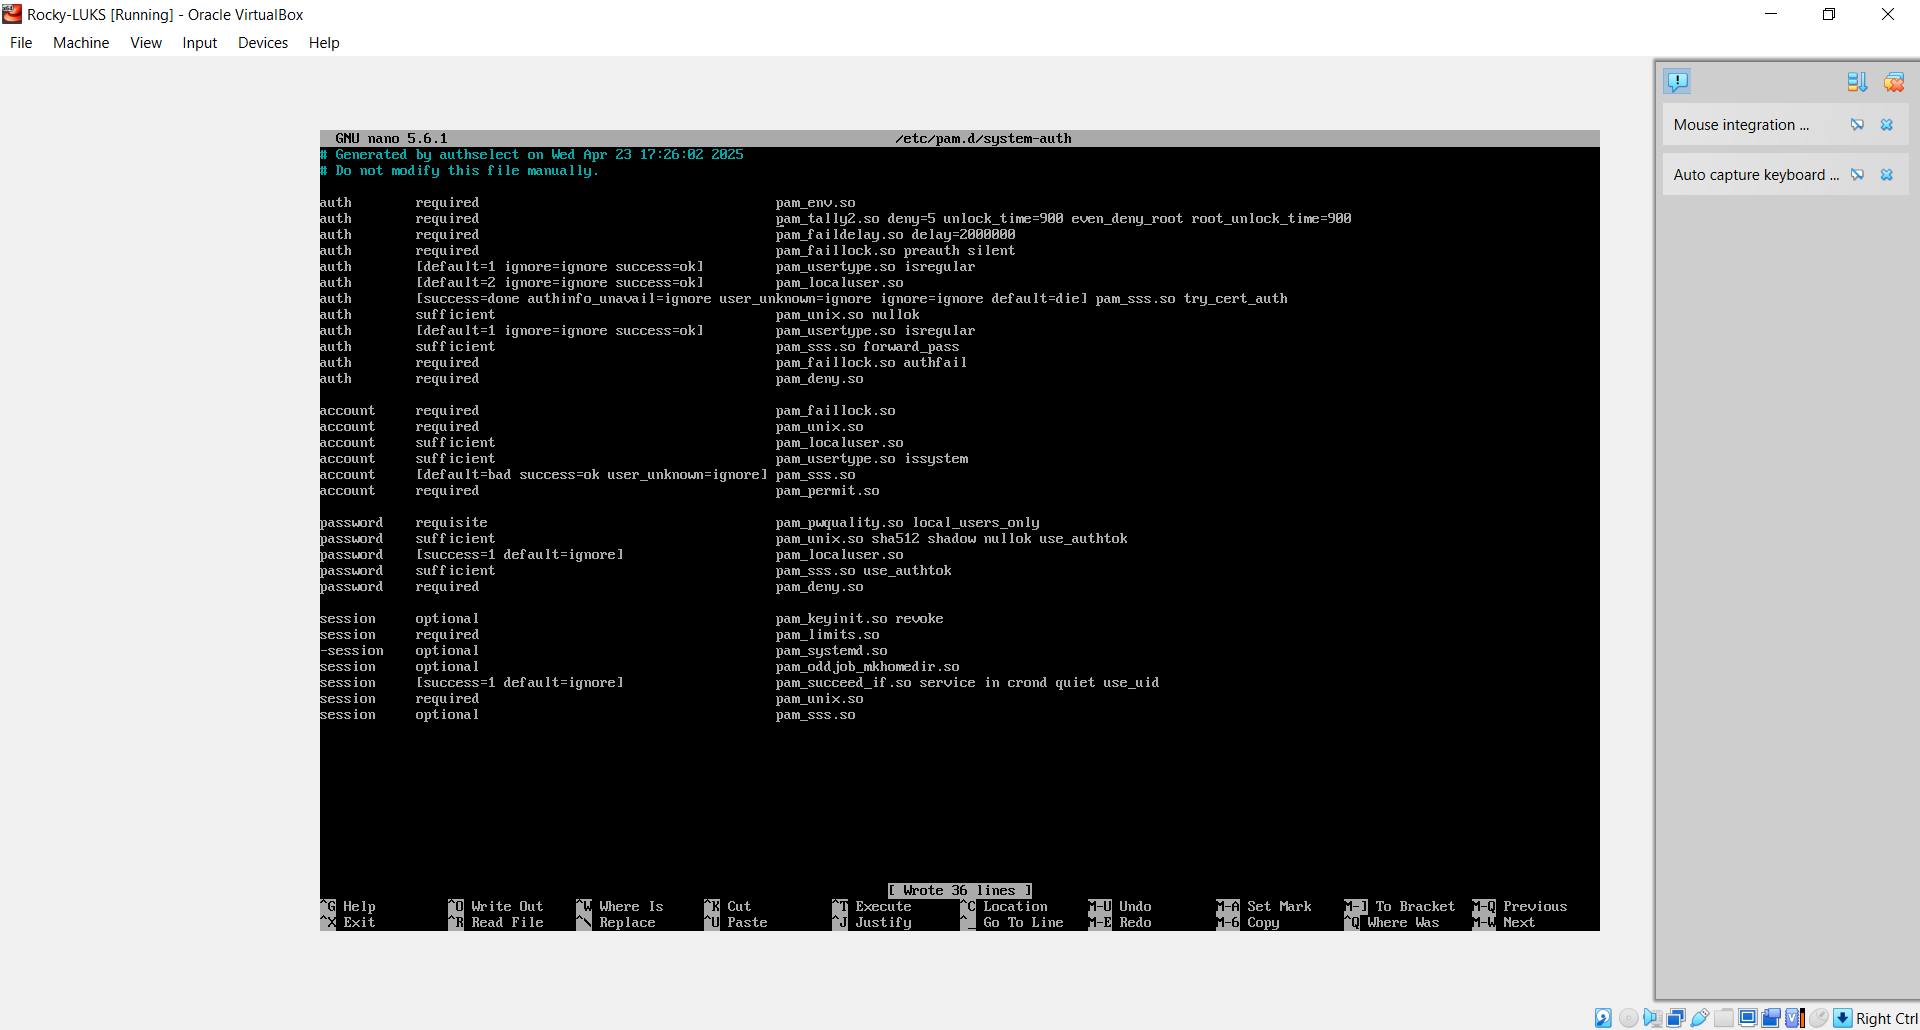 Rocky-LUKS [Running] - Oracle VirtualBox
File Machine View Input Devices Help
Mouse integration ...
Auto capture keyboard ...
GNU nano 5.6.1 /etc/pam.d/system-auth
# Generated by authselect on Wed Apr 23 17:26:02 2025
# Do not modify this file manually.
auth required pam_env.so
auth required pam_tally2.so deny=5 unlock_time=900 even_deny_root root_unlock_time=900
auth required pam_faildelay.so delay=2000000
auth required pam_faillock.so preauth silent
auth [default=1 ignore=ignore success=ok] pam_usertype.so isregular
auth [default=2 ignore=ignore success=ok] pam_localuser.so
auth [success=done authinfo_unavail=ignore user_unknown=ignore ignore=ignore default=die] pam_sss.so try_cert_auth
auth sufficient pam_unix.so nullok
auth [default=1 ignore=ignore success=ok] pam_usertype.so isregular
auth sufficient pam_sss.so forward_pass
auth required pam_faillock.so authfail
auth required pam_deny.so
account required pam_faillock.so
account required pam_unix.so
account sufficient pam_localuser.so
account sufficient pam_usertype.so issystem
account [default=bad success=ok user_unknown=ignore] pam_sss.so
account required pam_permit.so
password requisite pam_pwquality.so local_users_only
password sufficient pam_unix.so sha512 shadow nullok use_authtok
password [success=1 default=ignore] pam_localuser.so
password sufficient pam_sss.so use_authtok
password required pam_deny.so
session optional pam_keyinit.so revoke
session required pam_limits.so
-session optional pam_systemd.so
session optional pam_oddjob_mkhomedir.so
session [success=1 default=ignore] pam_succeed_if.so service in crond quiet use_uid
session required pam_unix.so
session optional pam_sss.so
[ Wrote 36 lines ]
^G Help ^O Write Out ^W Where Is ^K Cut ^T Execute ^C Location M-U Undo M-A Set Mark M-] To Bracket M-Q Previous
^X Exit ^R Read File ^\ Replace ^U Paste ^J Justify ^_ Go To Line M-E Redo M-6 Copy ^Q Where Was M-W Next
Right Ctrl